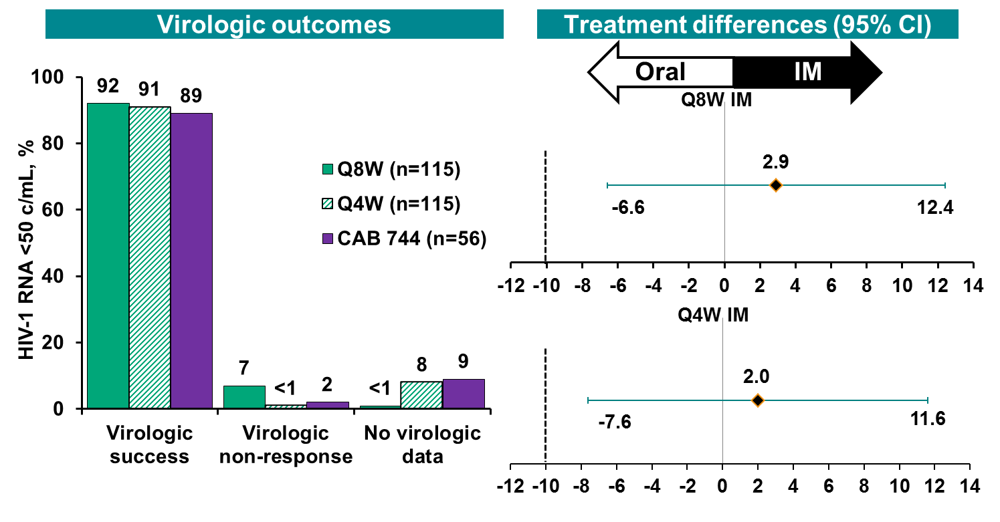 Virologic outcomes
HIV-1 RNA <50 c/mL, %
100
80
60
40
20
0
92
91
89
7
<1
2
<1
8
9
Virologic
success
Virologic
non-response
No virologic
data
Q8W (n=115)
Q4W (n=115)
CAB 744 (n=56)
Treatment differences (95% CI)
Oral
IM
Q8W IM
2.9
-6.6
12.4
-12 -10 -8 -6 -4 -2 0 2 4 6 8 10 12 14
Q4W IM
2.0
-7.6
11.6
-12 -10 -8 -6 -4 -2 0 2 4 6 8 10 12 14